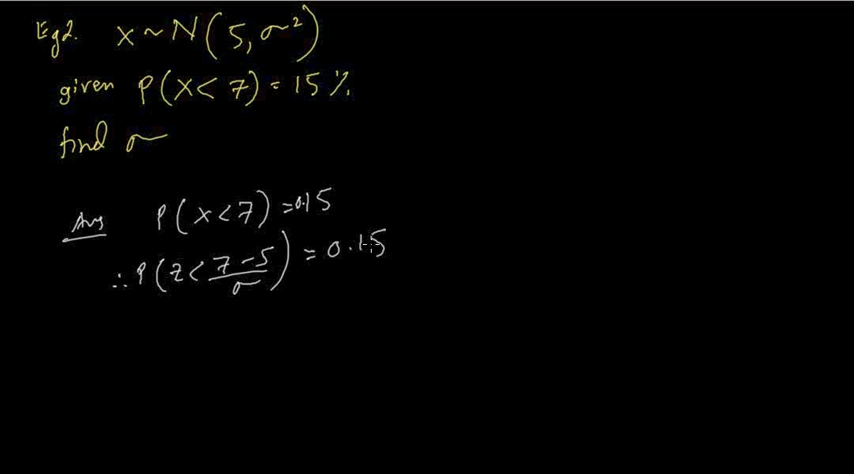 Eg2. X ~ N(5, σ²)
given P(X < 7) = 15%
find σ
Ans P(X < 7) = 0.15
∴ P(Z < (7-5)/σ) = 0.15